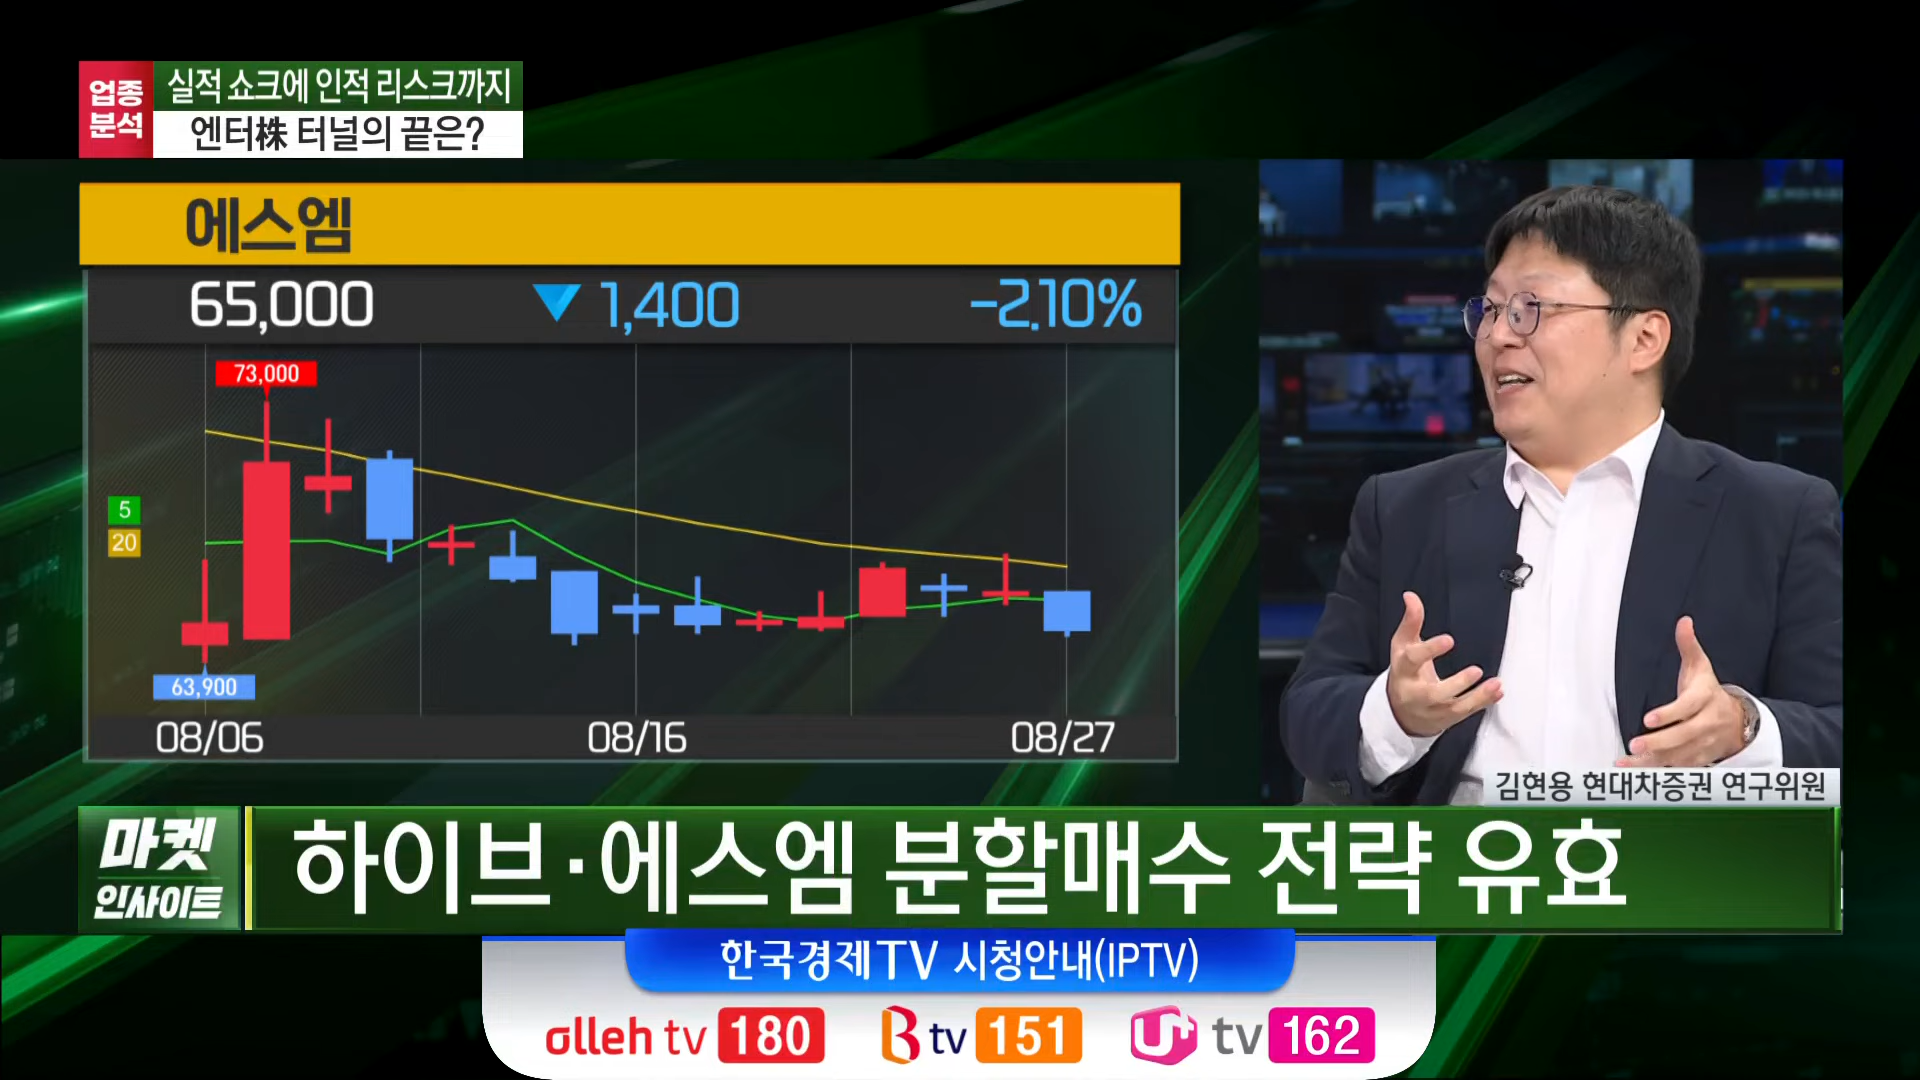 업종
분석
실적 쇼크에 인적 리스크까지
엔터株 터널의 끝은?
에스엠
65,000 ▼ 1,400 -2.10%
73,000
5
20
63,900
08/06 08/16 08/27
김현용 현대차증권 연구위원
마켓
인사이트
하이브·에스엠 분할매수 전략 유효
한국경제TV 시청안내(IPTV)
olleh tv 180 B tv 151 U+ tv 162